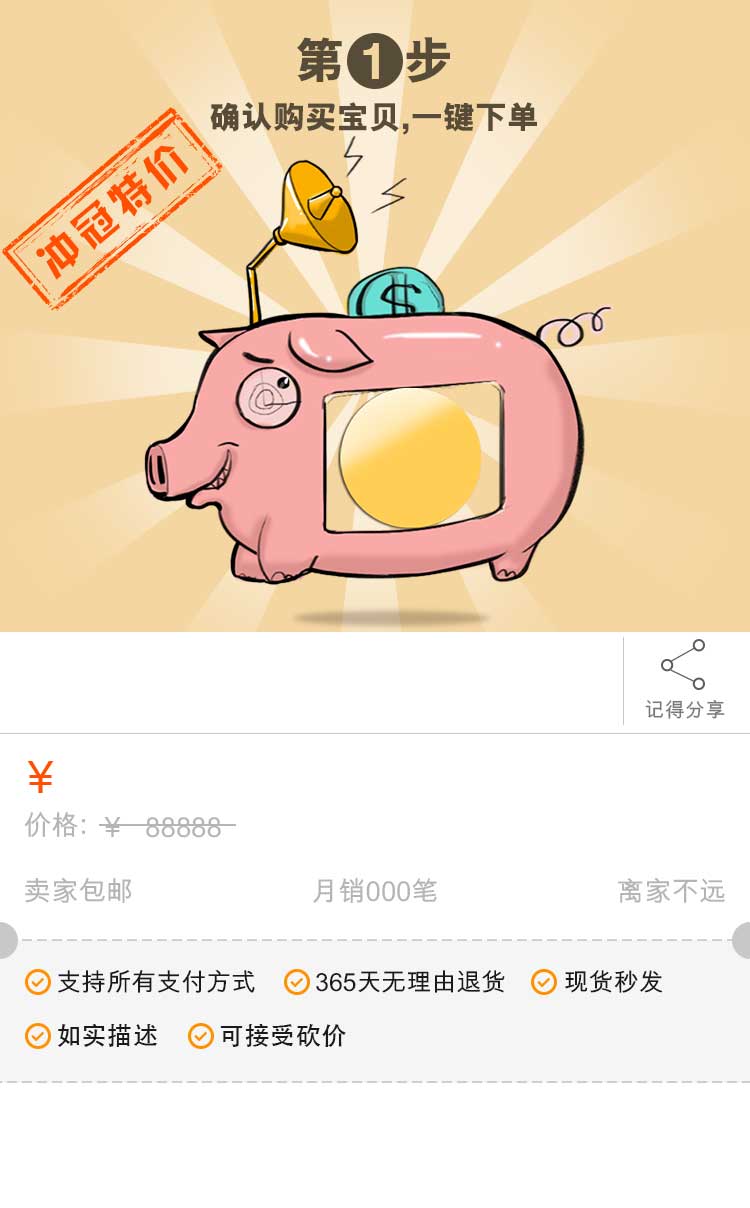 第1步
确认购买宝贝,一键下单
冲冠特价
$
记得分享
¥
价格: ¥ 88888
卖家包邮 月销000笔 离家不远
支持所有支付方式 365天无理由退货 现货秒发
如实描述 可接受砍价